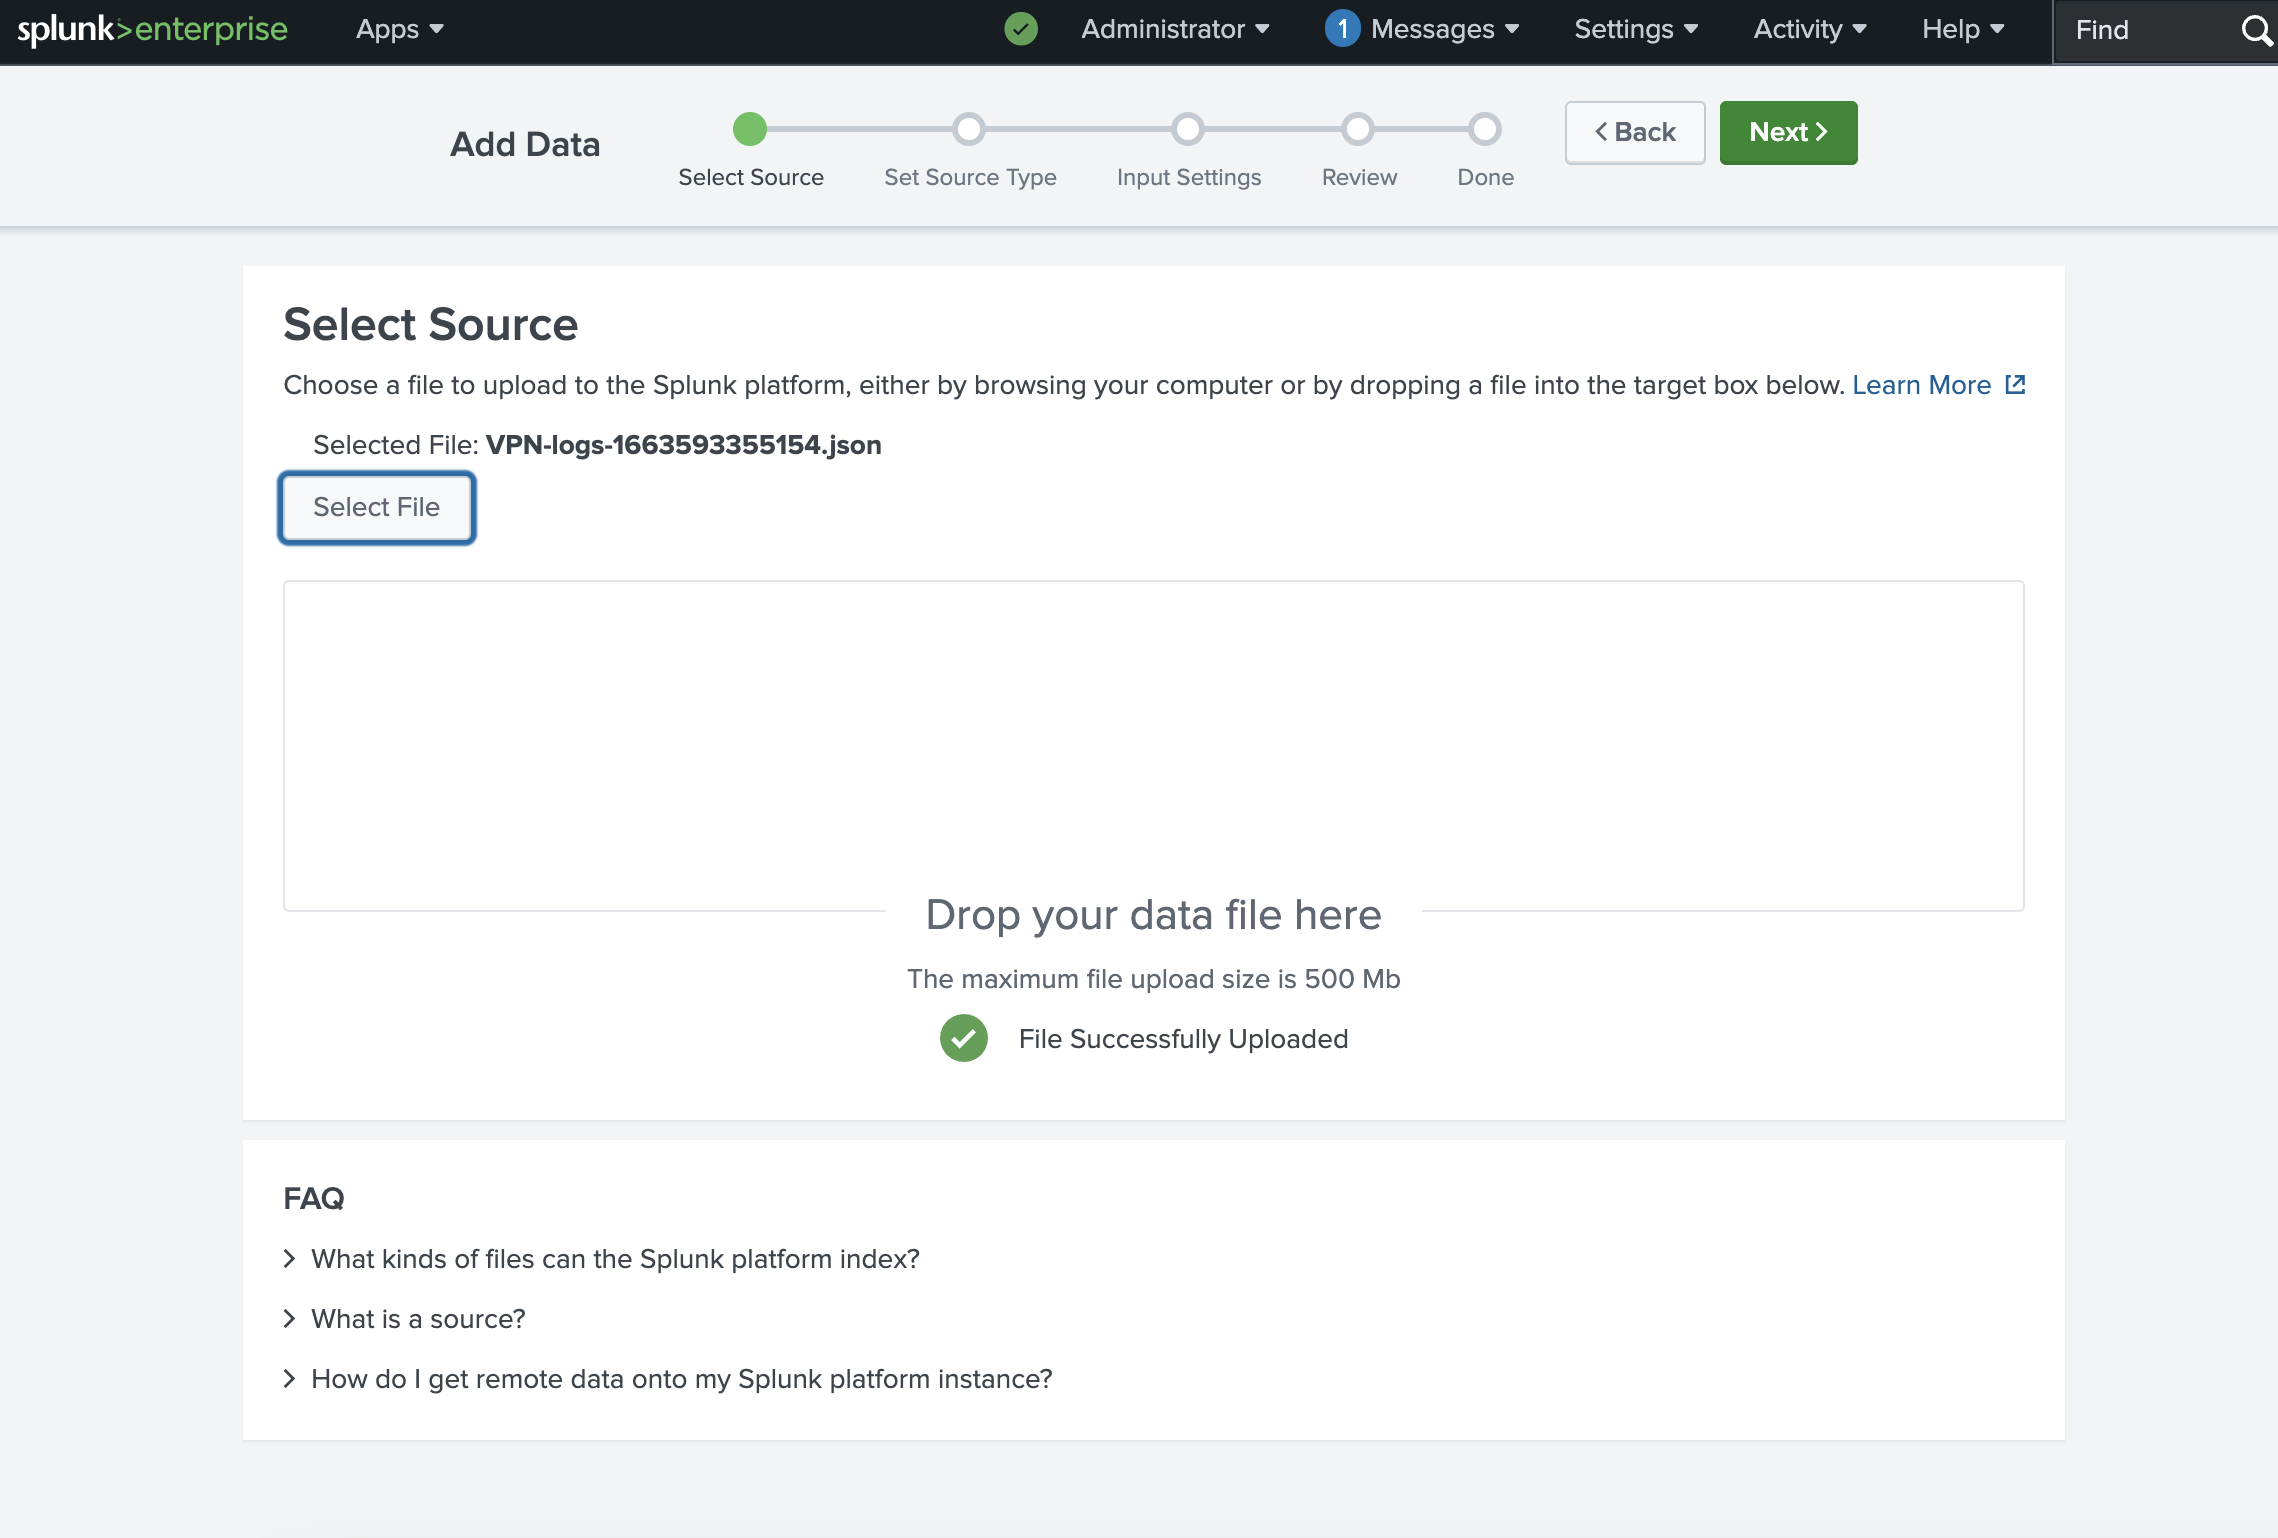 splunk>enterprise Apps Administrator 1 Messages Settings Activity Help Find
Add Data
Select Source Set Source Type Input Settings Review Done
Back Next
Select Source
Choose a file to upload to the Splunk platform, either by browsing your computer or by dropping a file into the target box below. Learn More
Selected File: VPN-logs-1663593355154.json
Select File
Drop your data file here
The maximum file upload size is 500 Mb
File Successfully Uploaded
FAQ
What kinds of files can the Splunk platform index?
What is a source?
How do I get remote data onto my Splunk platform instance?